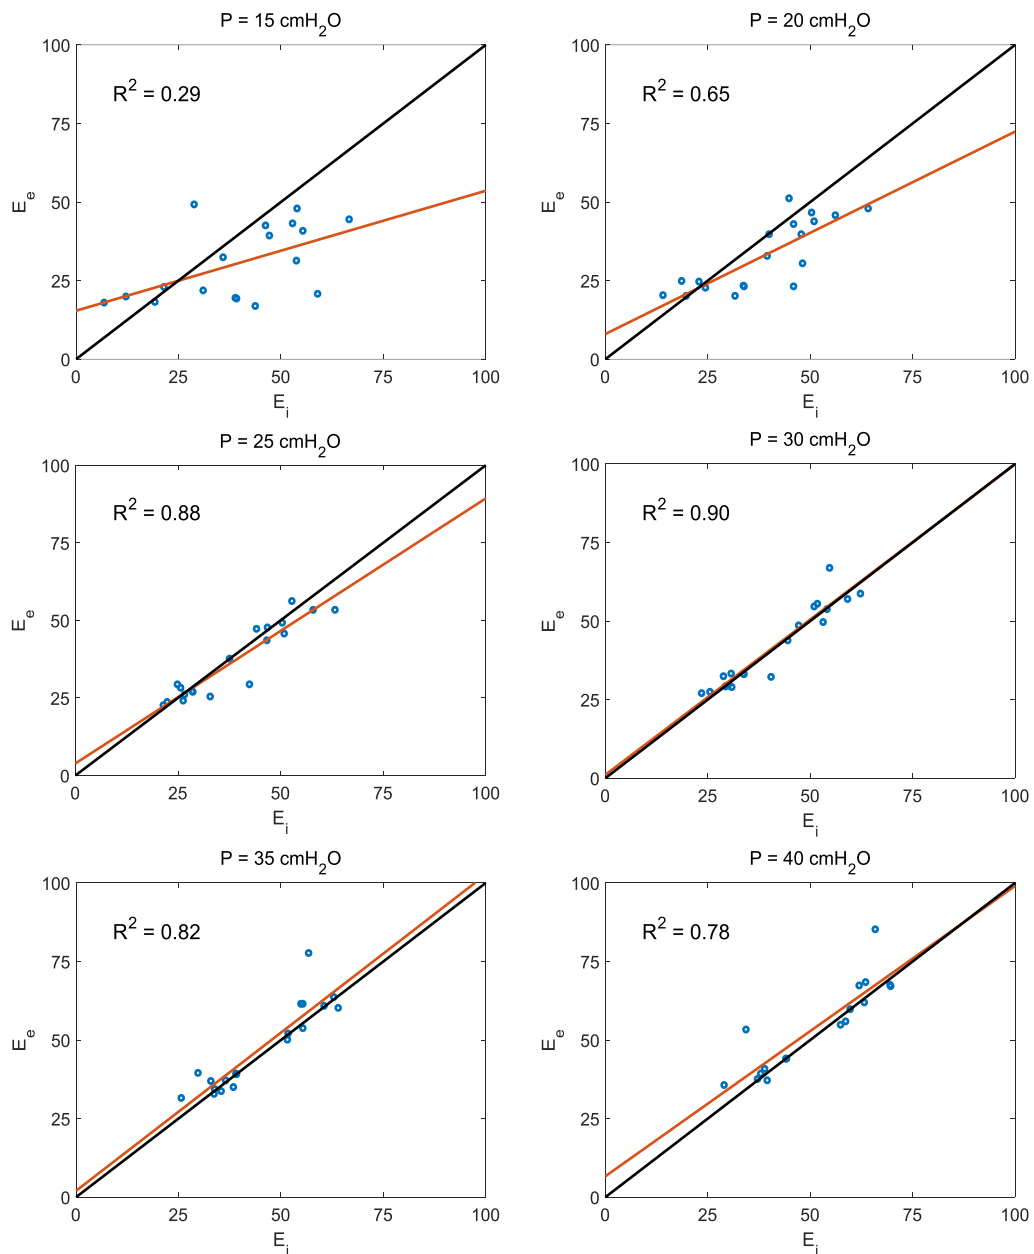 P = 15 cmH2O
R2 = 0.29
Ee
100
75
50
25
0
0 25 50 75 100
Ei
P = 20 cmH2O
R2 = 0.65
Ee
100
75
50
25
0
0 25 50 75 100
Ei
P = 25 cmH2O
R2 = 0.88
Ee
100
75
50
25
0
0 25 50 75 100
Ei
P = 30 cmH2O
R2 = 0.90
Ee
100
75
50
25
0
0 25 50 75 100
Ei
P = 35 cmH2O
R2 = 0.82
Ee
100
75
50
25
0
0 25 50 75 100
Ei
P = 40 cmH2O
R2 = 0.78
Ee
100
75
50
25
0
0 25 50 75 100
Ei